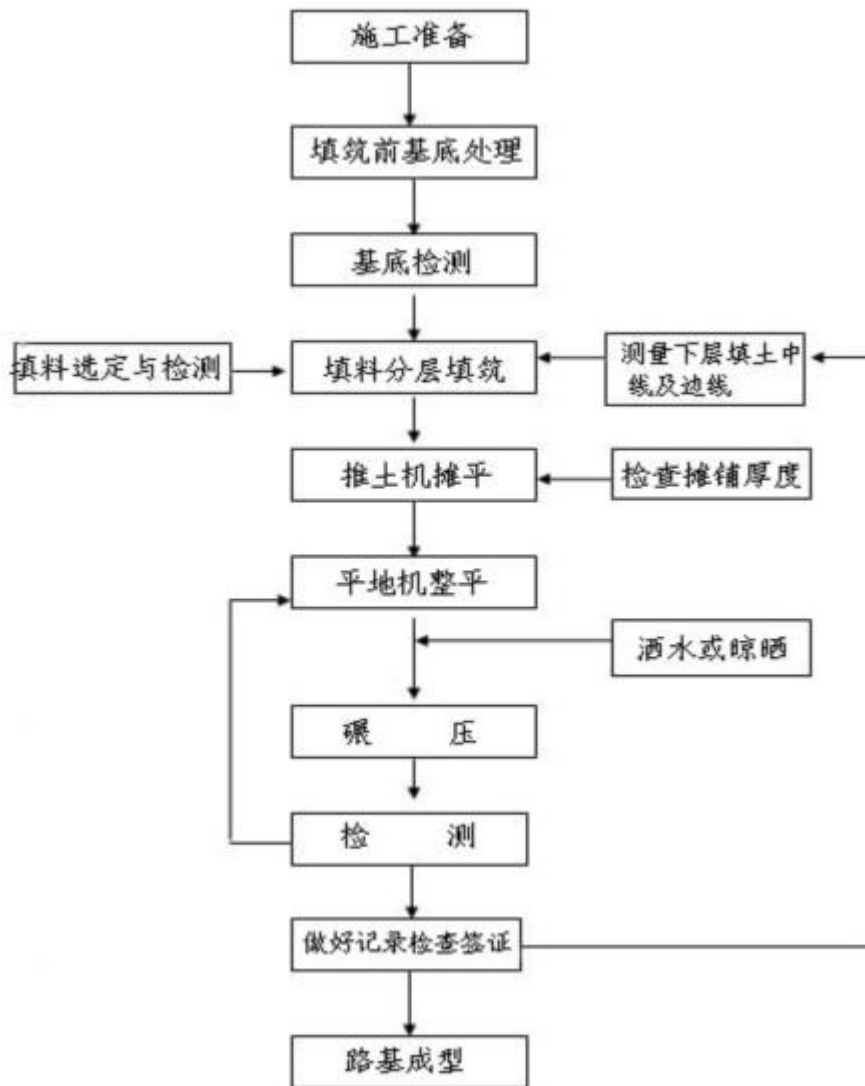 施工准备
填筑前基底处理
基底检测
填料选定与检测
填料分层填筑
测量下层填土中
线及边线
推土机摊平
检查摊铺厚度
平地机整平
洒水或晾晒
碾 压
检 测
做好记录检查签证
路基成型